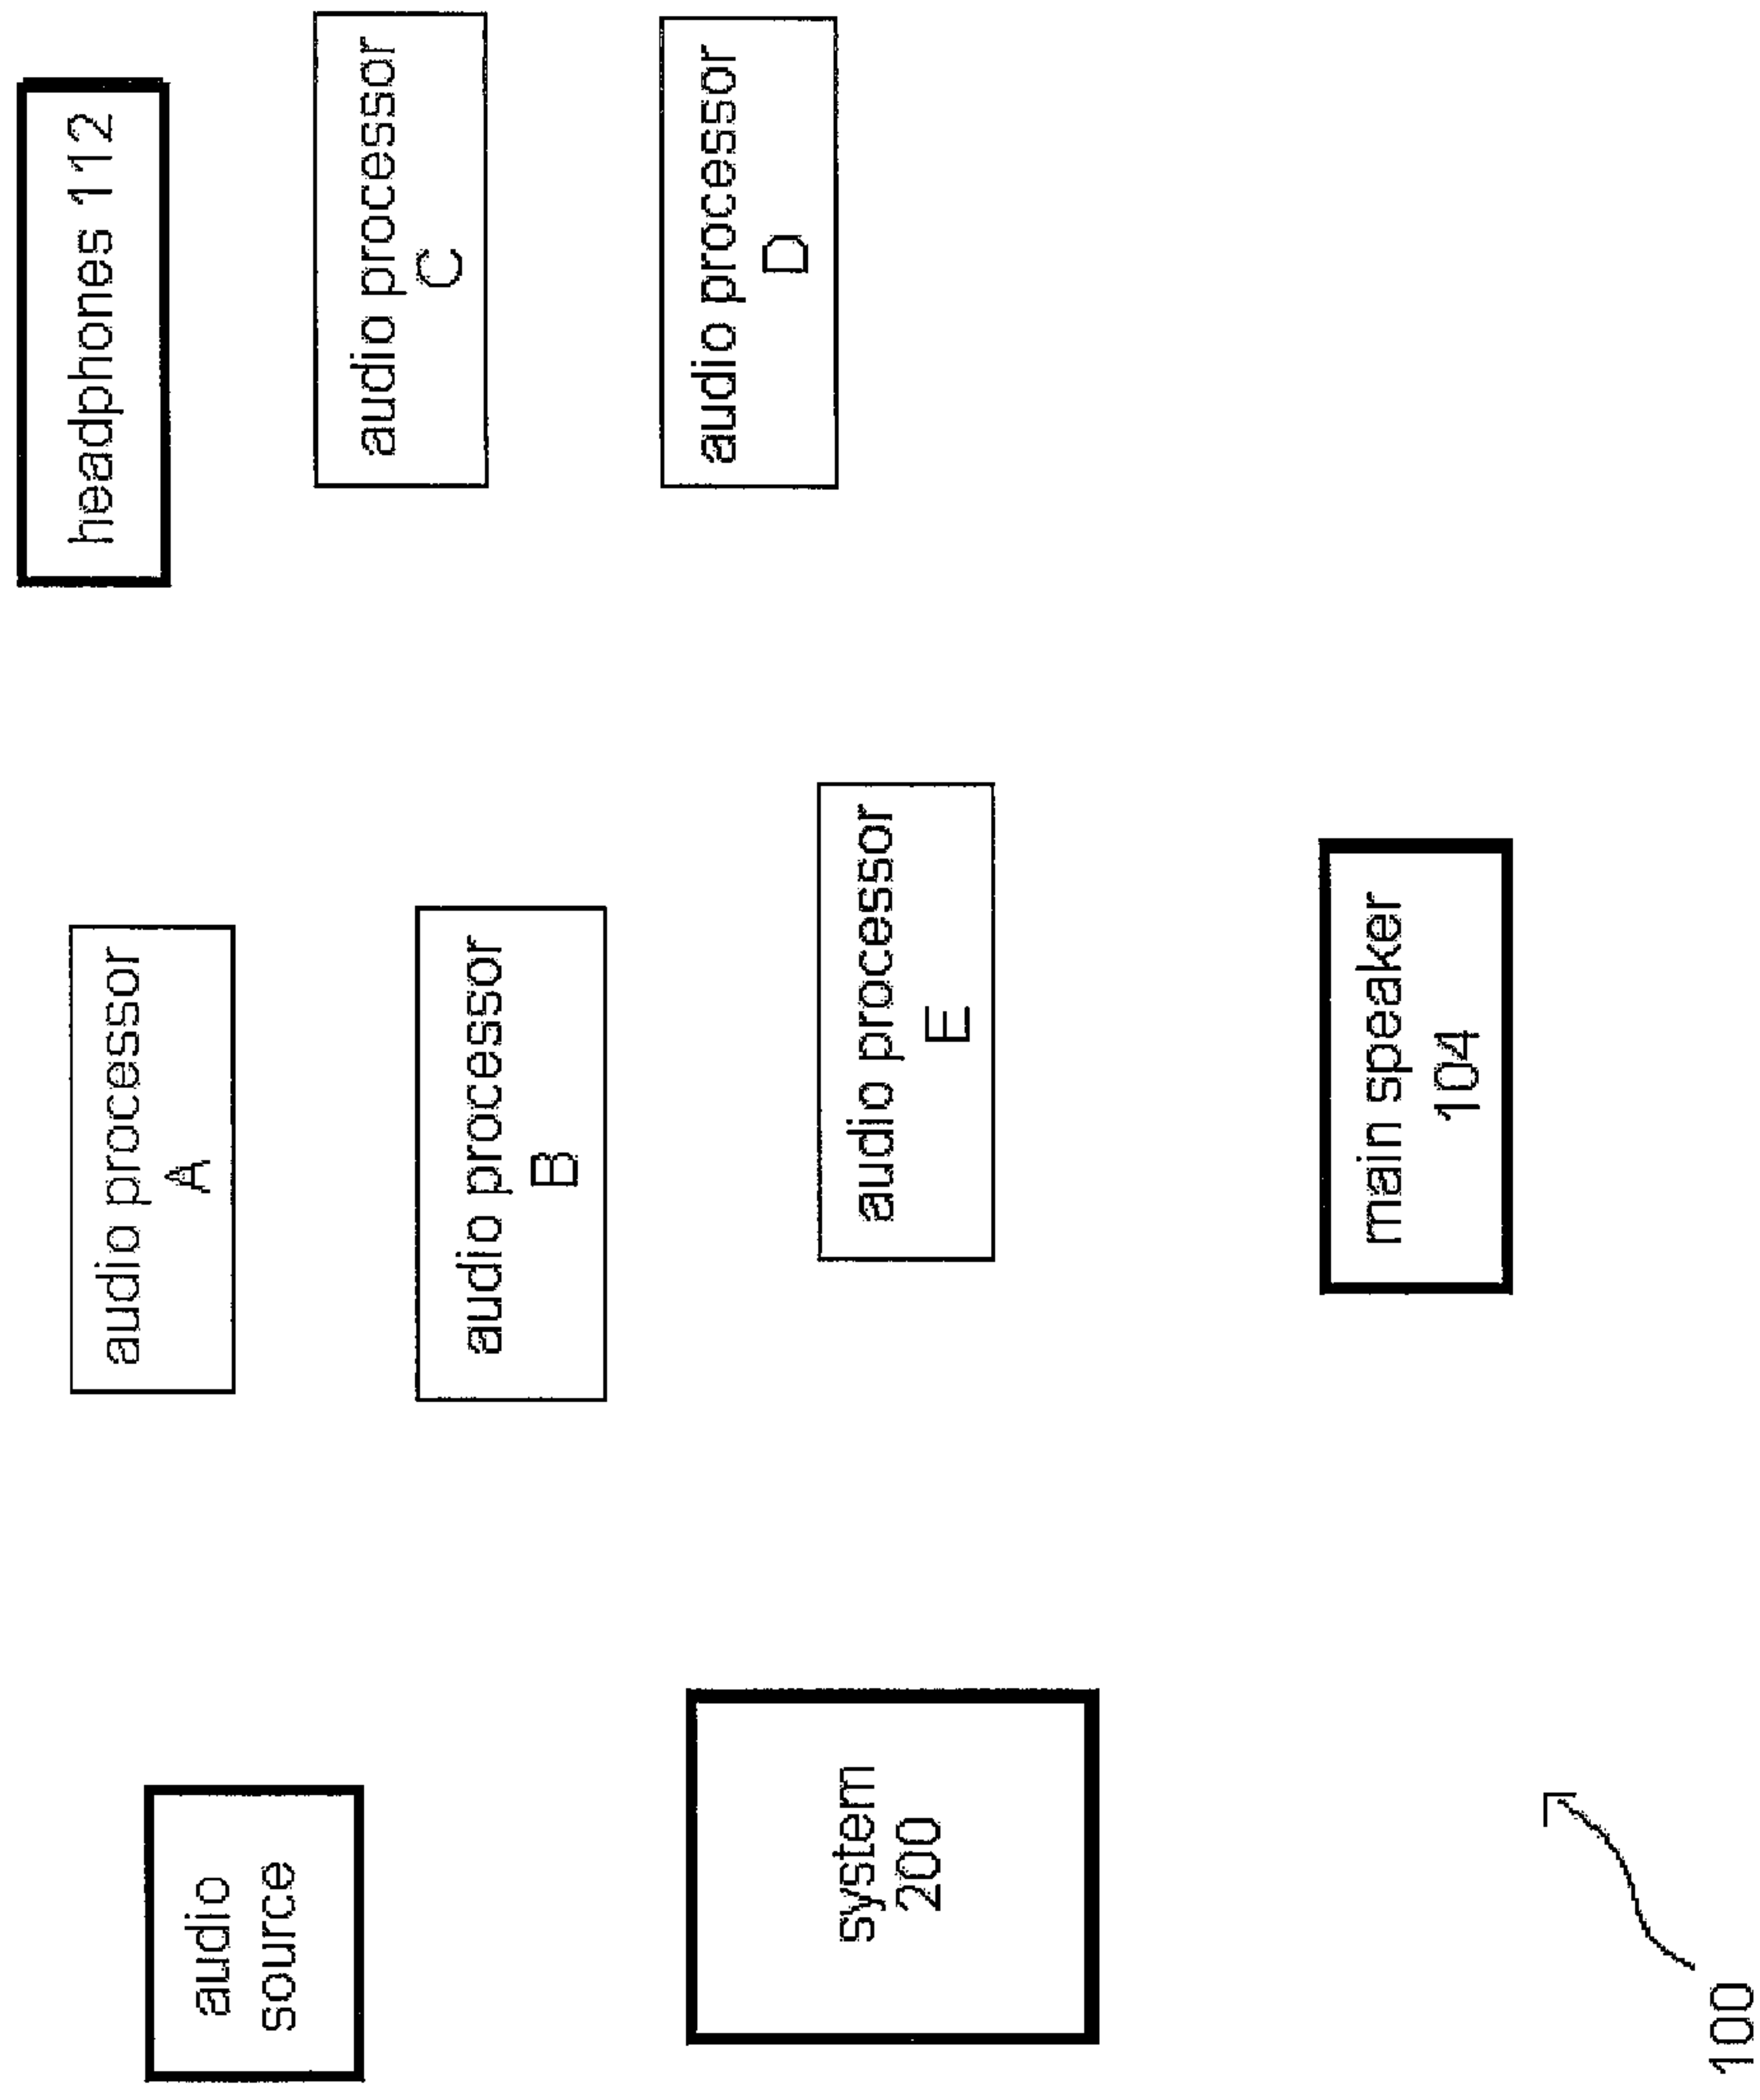 audio
source
audio processor
A
headphones 112
audio processor
C
audio processor
B
audio processor
D
system
200
audio processor
E
main speaker
104
100